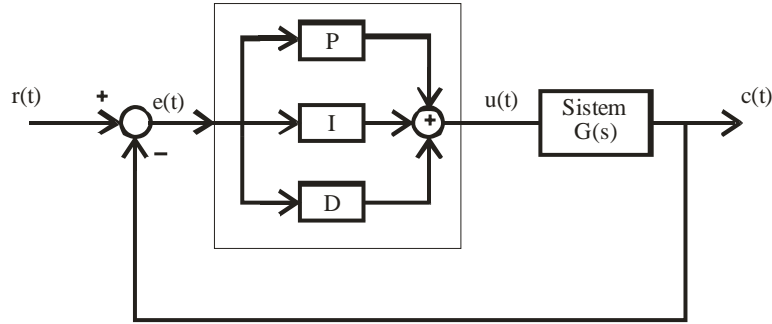 P
r(t)
+
e(t)
I
+
u(t)
Sistem
G(s)
c(t)
−
D